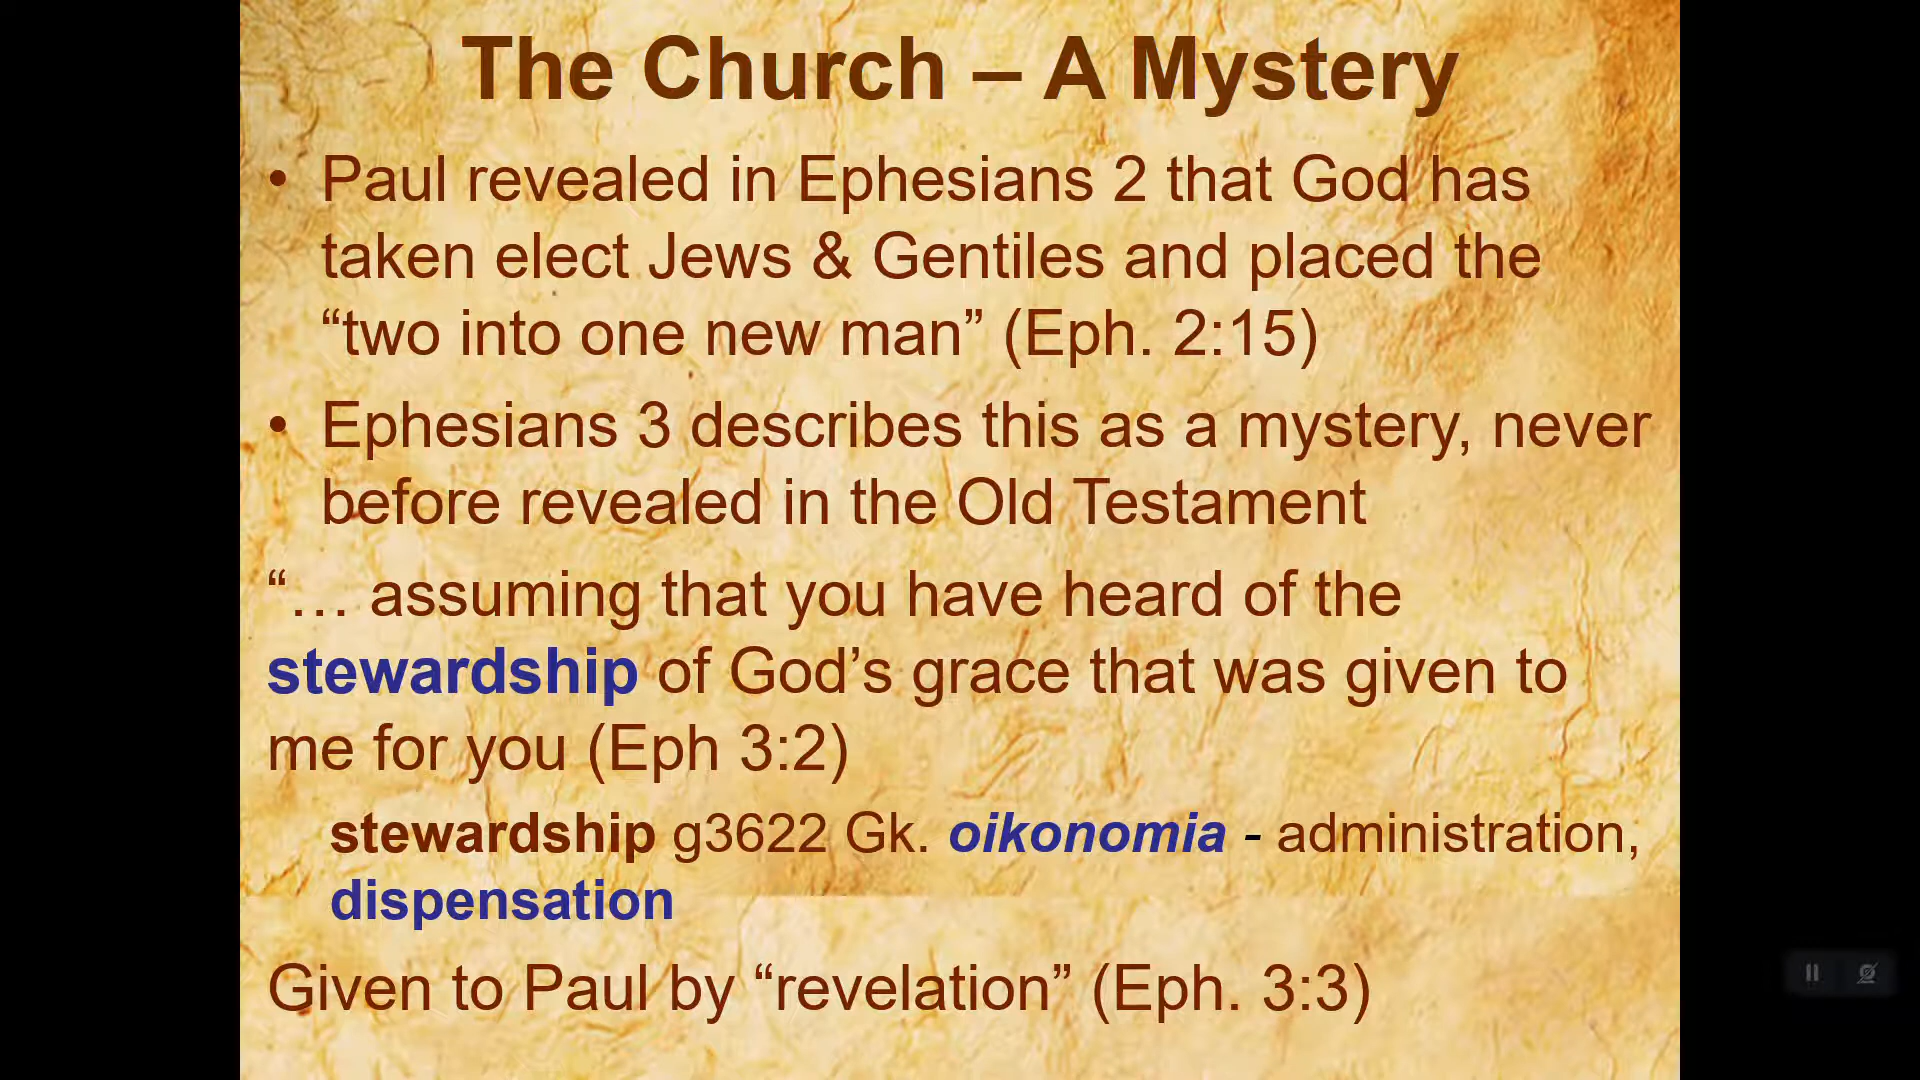 The Church – A Mystery
• Paul revealed in Ephesians 2 that God has
taken elect Jews & Gentiles and placed the
“two into one new man” (Eph. 2:15)
• Ephesians 3 describes this as a mystery, never
before revealed in the Old Testament
“… assuming that you have heard of the
stewardship of God’s grace that was given to
me for you (Eph 3:2)
stewardship g3622 Gk. oikonomia - administration,
dispensation
Given to Paul by “revelation” (Eph. 3:3)